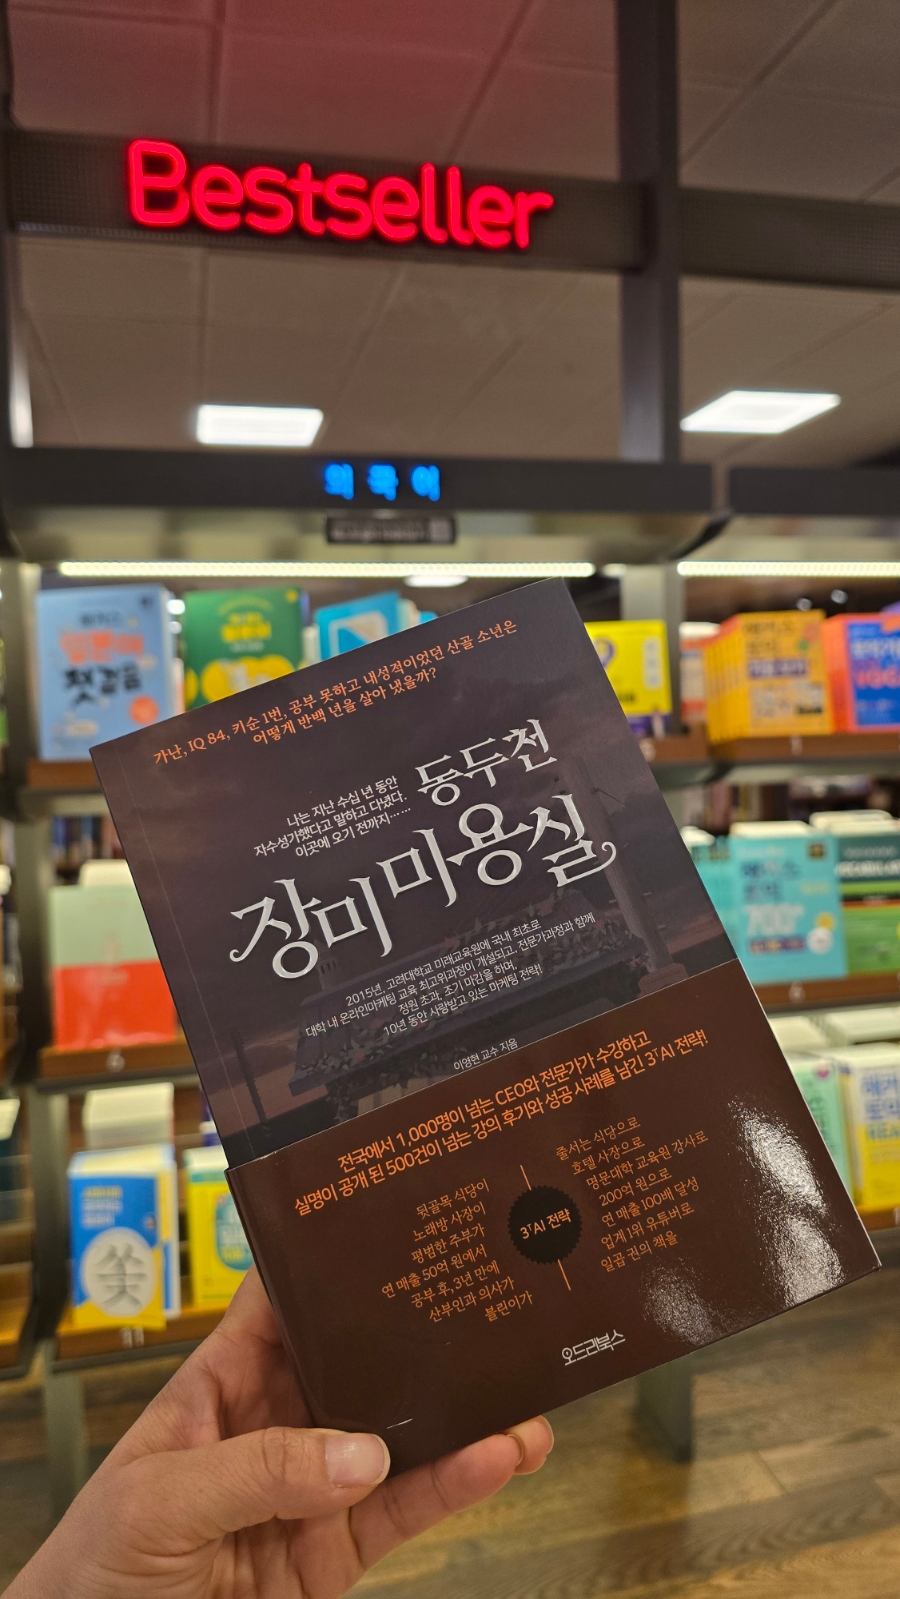 Bestseller
외국어
가난, IQ 84, 키순 1번, 공부 못하고 내성적이었던 산골 소년은
어떻게 반백 년을 살아 냈을까?
나는 지난 수십 년 동안
자수성가했다고 말하고 다녔다.
이곳에 오기 전까지……
동두천
장미 미용실
2015년, 고려대학교 미래교육원에 국내 최초로
대학 내 온라인마케팅 교육 최고위과정이 개설되고, 전문가과정과 함께
정원 초과, 조기 마감을 하며,
10년 동안 사랑받고 있는 마케팅 전략!
이영현 교수 지음
전국에서 1,000명이 넘는 CEO와 전문가가 수강하고
실명이 공개 된 500건이 넘는 강의 후기와 성공 사례를 남긴 3⁺AI 전략!
뒷골목 식당이
노래방 사장이
평범한 주부가
연 매출 50억 원에서
공부 후, 3년 만에
산부인과 의사가
블린이가
3⁺AI 전략
줄서는 식당으로
호텔 사장으로
명문대학 교육원 강사로
200억 원으로
연 매출 100배 달성
업계 1위 유튜버로
일곱 권의 책을
오드리북스
해커스
토익
700+